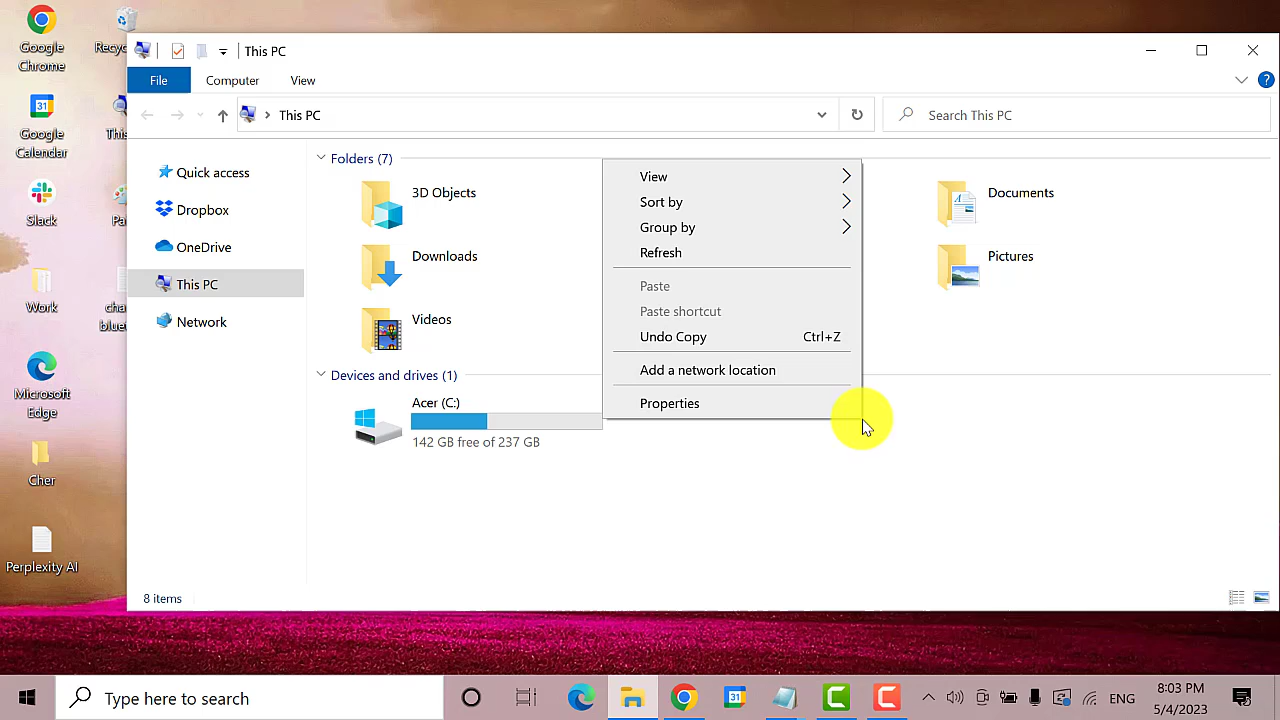 Google
Chrome
Google
Calendar
Slack
Work
Microsoft
Edge
Cher
Perplexity AI
Recyc
This
Pa
cha
bluet
This PC
File
Computer
View
This PC
Search This PC
Quick access
Dropbox
OneDrive
This PC
Network
Folders (7)
3D Objects
Documents
Downloads
Pictures
Videos
Devices and drives (1)
Acer (C:)
142 GB free of 237 GB
View
Sort by
Group by
Refresh
Paste
Paste shortcut
Undo Copy Ctrl+Z
Add a network location
Properties
8 items
Type here to search
31
ENG
8:03 PM
5/4/2023